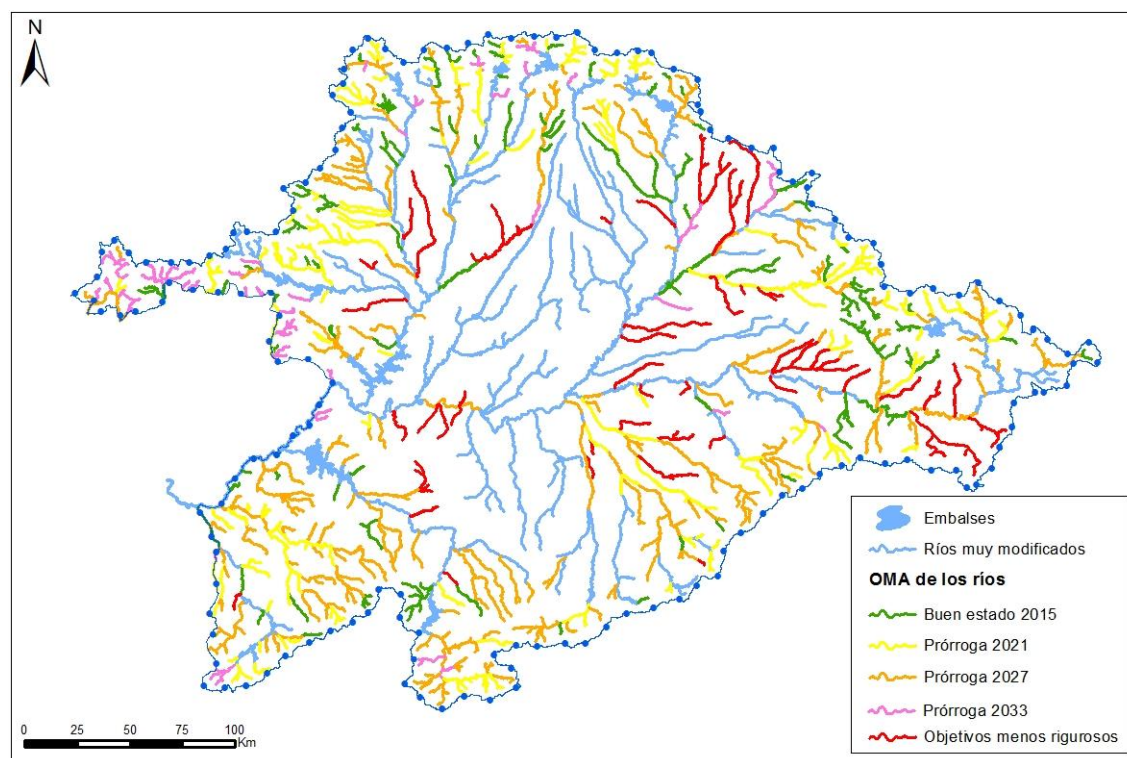 N
Embalses
Ríos muy modificados
OMA de los ríos
Buen estado 2015
Prórroga 2021
Prórroga 2027
Prórroga 2033
Objetivos menos rigurosos
0 25 50 75 100
Km